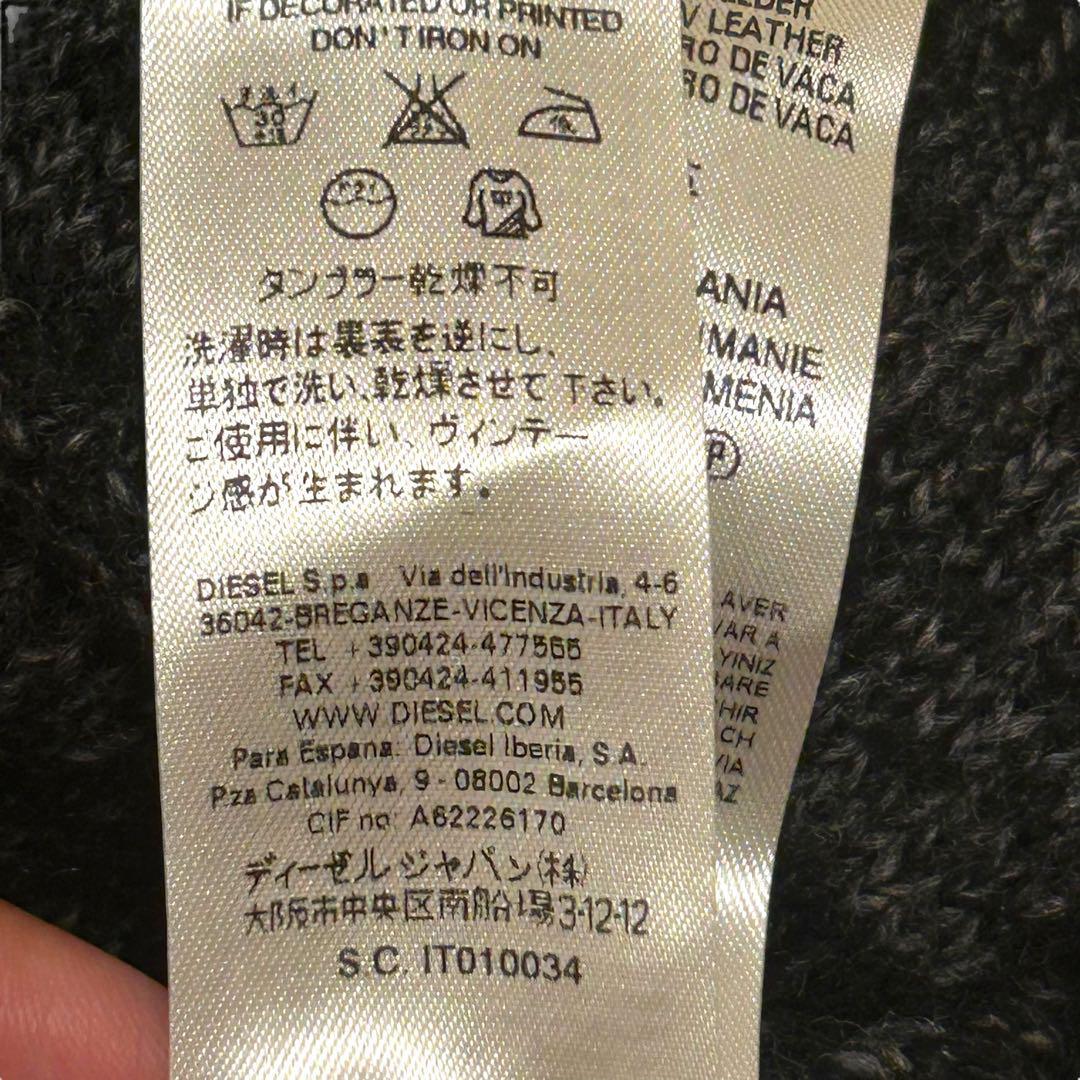 IF DECORATED OR PRINTED
DON'T IRON ON
30
タンブラー乾燥不可
洗濯時は裏表を逆にし、
単独で洗い、乾燥させて下さい。
ご使用に伴い、ヴィンテー
ジ感が生まれます。
DIESEL S.p.a Via dell'Industria, 4-6
36042-BREGANZE-VICENZA-ITALY
TEL +390424-477555
FAX +390424-411955
WWW DIESEL.COM
Para Espana: Diesel Iberia, S.A.
Pza Catalunya, 9 - 08002 Barcelona
CIF no: A62226170
ディーゼル ジャパン(株)
大阪市中央区南船場3-12-12
S.C. IT010034
LEATHER
DE VACA
DE VACA
ANIA
MANIE
MENIA
P
AVER
VAR A
YINIZ
BARE
HIR
CH
VIA
AZ